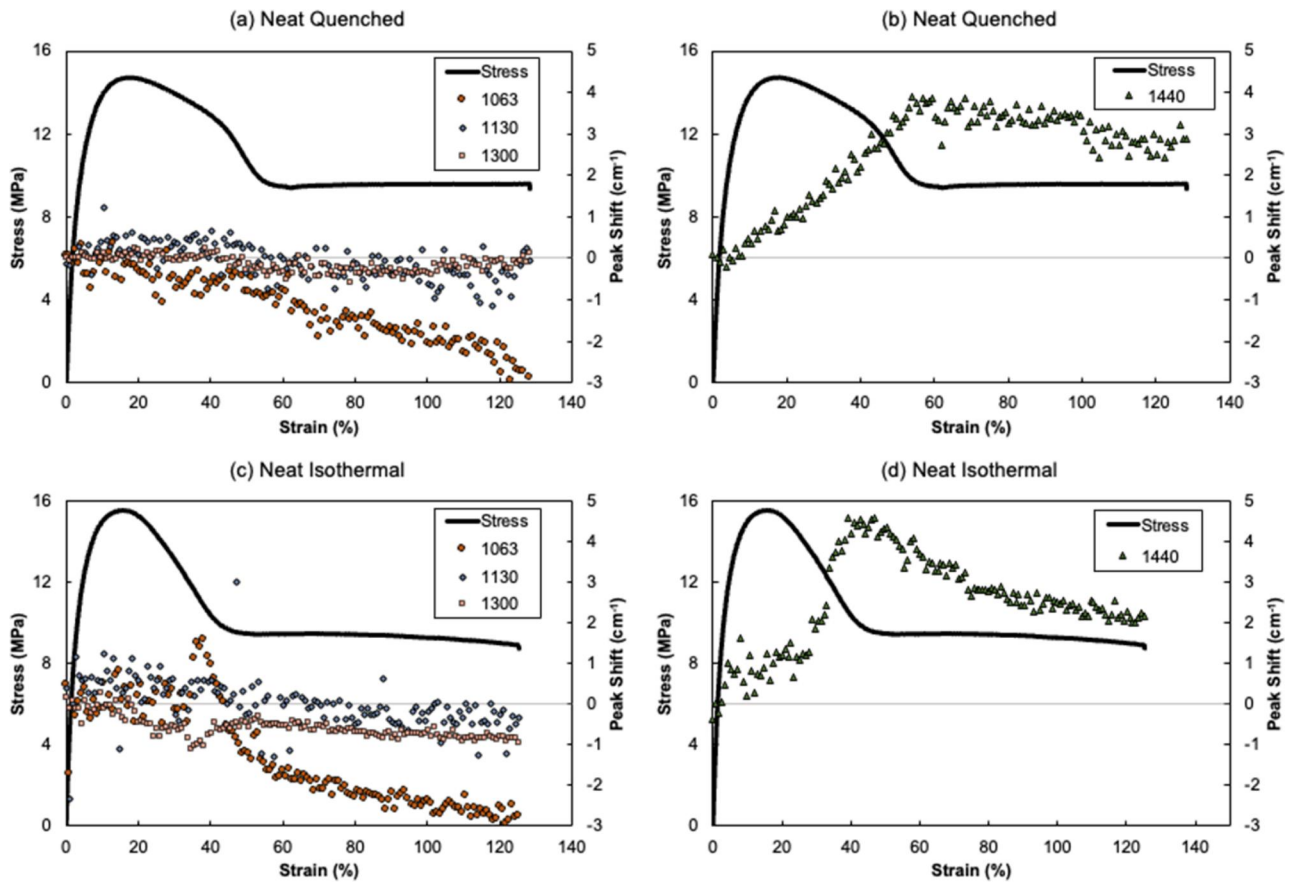 (a) Neat Quenched
16
14
12
8
4
0
Stress (MPa)
0 20 40 60 80 100 120 140
Strain (%)
5
4
3
2
1
0
-1
-2
-3
Peak Shift (cm⁻¹)
Stress
1063
1130
1300
(b) Neat Quenched
16
12
8
4
0
Stress (MPa)
0 20 40 60 80 100 120 140
Strain (%)
5
4
3
2
1
0
-1
-2
-3
Peak Shift (cm⁻¹)
Stress
1440
(c) Neat Isothermal
16
12
8
4
0
Stress (MPa)
0 20 40 60 80 100 120 140
Strain (%)
5
4
3
2
1
0
-1
-2
-3
Peak Shift (cm⁻¹)
Stress
1063
1130
1300
(d) Neat Isothermal
16
12
8
4
0
Stress (MPa)
0 20 40 60 80 100 120 140
Strain (%)
5
4
3
2
1
0
-1
-2
-3
Peak Shift (cm⁻¹)
Stress
1440